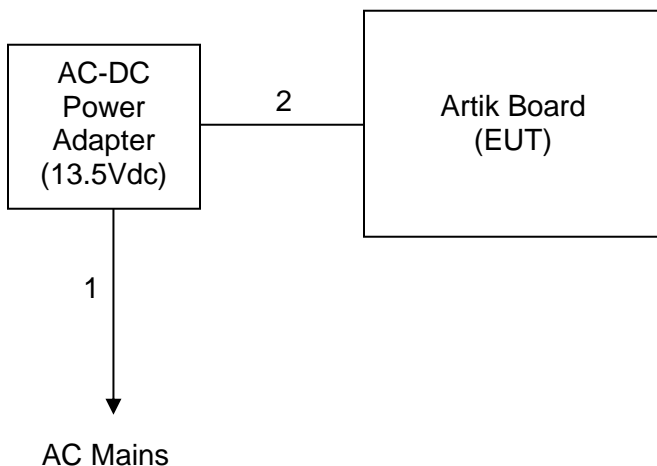 AC-DC
Power
Adapter
(13.5Vdc)
2
Artik Board
(EUT)
1
AC Mains